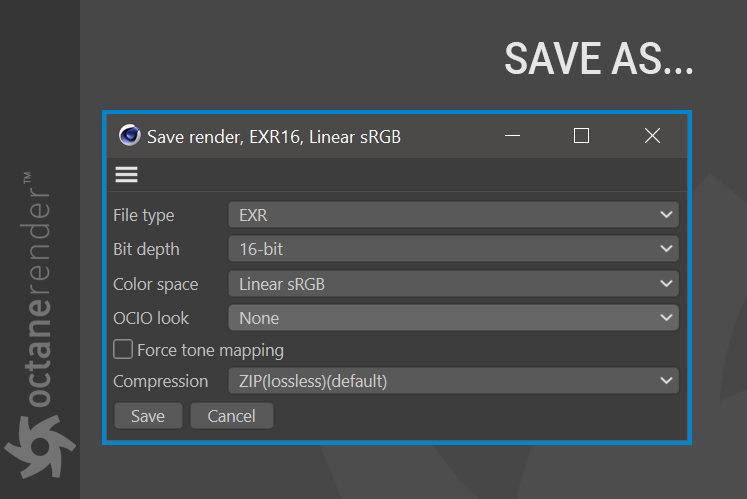 SAVE AS...
Save render, EXR16, Linear sRGB
File type EXR
Bit depth 16-bit
Color space Linear sRGB
OCIO look None
Force tone mapping
Compression ZIP(lossless)(default)
Save Cancel
octanerender™